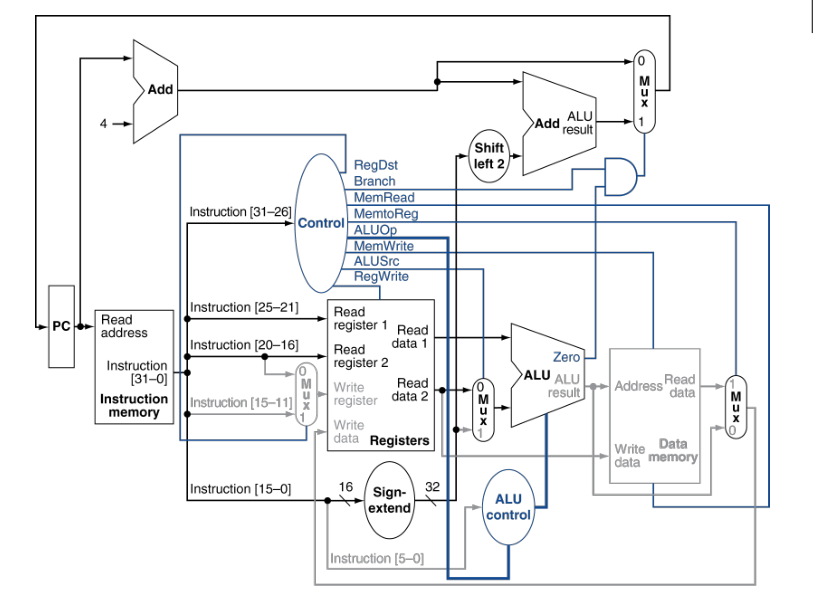 0
M
u
x
1
Add
4
Add
ALU
result
Shift
left 2
RegDst
Branch
MemRead
MemtoReg
ALUOp
MemWrite
ALUSrc
RegWrite
Control
Instruction [31–26]
Instruction [25–21]
Instruction [20–16]
Instruction [15–11]
Instruction [15–0]
Instruction [5–0]
PC
Read
address
Instruction
[31–0]
Instruction
memory
0
M
u
x
1
Read
register 1
Read
register 2
Write
register
Write
data
Read
data 1
Read
data 2
Registers
0
M
u
x
1
Zero
ALU
ALU
result
Address
Read
data
Write
data
Data
memory
1
M
u
x
0
16
Sign-
extend
32
ALU
control